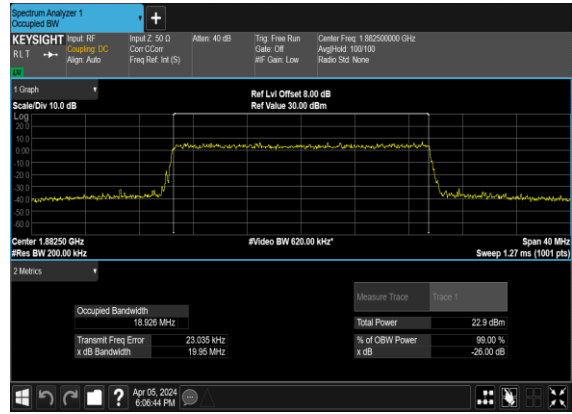 Spectrum Analyzer 1
Occupied BW
+
KEYSIGHT Input: RF Input Z: 50 Ω Atten: 40 dB Trig: Free Run Center Freq: 1.882500000 GHz
RLT Coupling: DC Corr CCorr Gate: Off Avg|Hold: 100/100
Align: Auto Freq Ref: Int (S) #IF Gain: Low Radio Std: None
1 Graph
Ref Lvl Offset 8.00 dB
Scale/Div 10.0 dB Ref Value 30.00 dBm
Log
20.0
10.0
0.00
-10.0
-20.0
-30.0
-40.0
-50.0
-60.0
Center 1.88250 GHz #Video BW 620.00 kHz* Span 40 MHz
#Res BW 200.00 kHz Sweep 1.27 ms (1001 pts)
2 Metrics
Measure Trace Trace 1
Occupied Bandwidth
18.926 MHz Total Power 22.9 dBm
Transmit Freq Error 23.035 kHz % of OBW Power 99.00 %
x dB Bandwidth 19.95 MHz x dB -26.00 dB
? Apr 05, 2024
6:06:44 PM